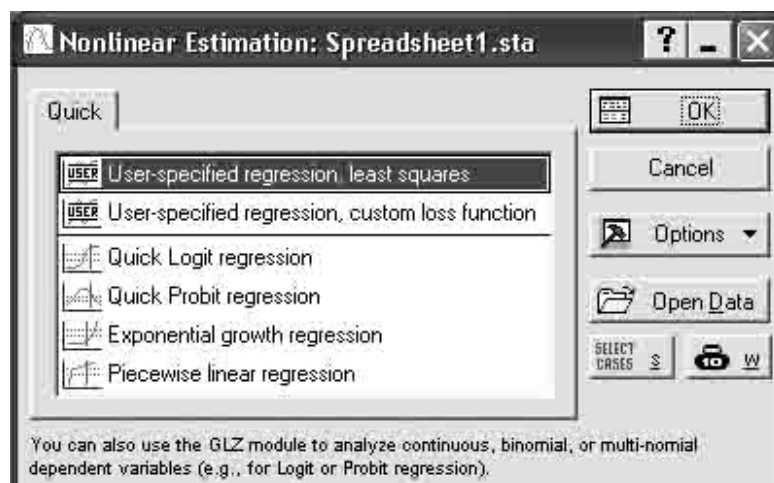 Nonlinear Estimation: Spreadsheet1.sta
Quick
OK
USER User-specified regression, least squares
Cancel
USER User-specified regression, custom loss function
Options
Quick Logit regression
Quick Probit regression
Open Data
Exponential growth regression
SELECT CASES S W
Piecewise linear regression
You can also use the GLZ module to analyze continuous, binomial, or multi-nomial
dependent variables (e.g., for Logit or Probit regression).